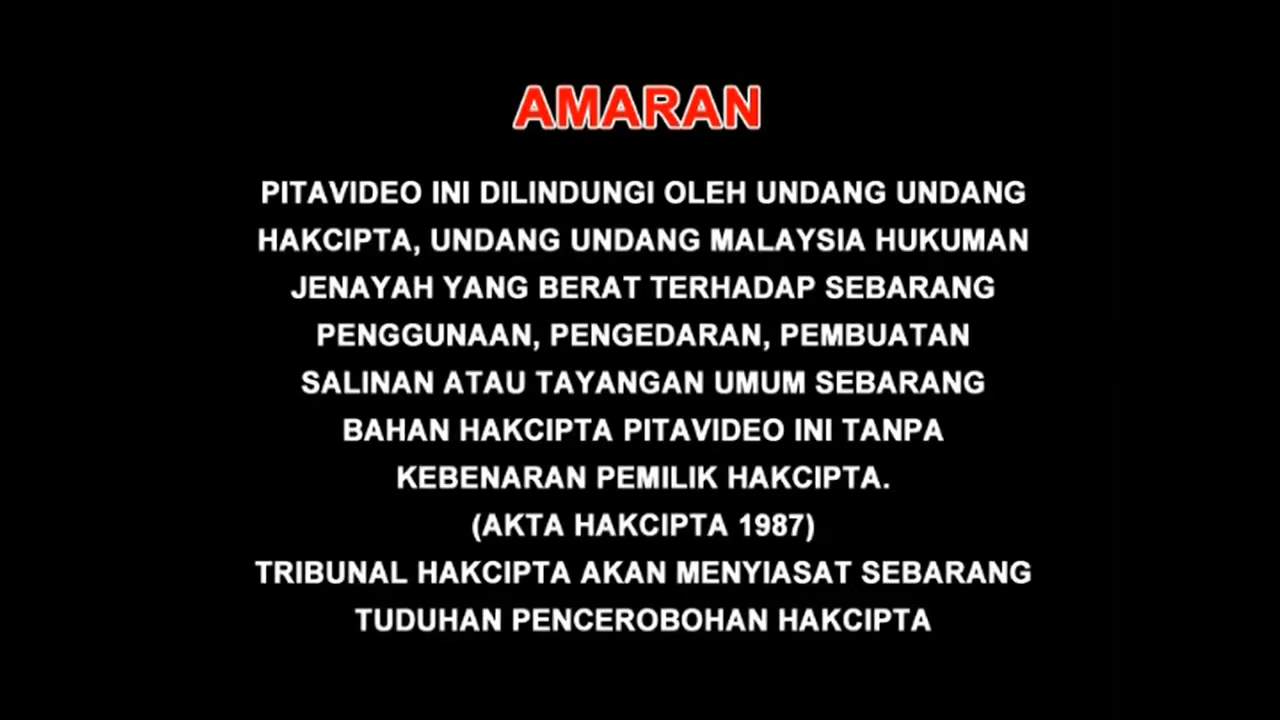 AMARAN
PITAVIDEO INI DILINDUNGI OLEH UNDANG UNDANG
HAKCIPTA, UNDANG UNDANG MALAYSIA HUKUMAN
JENAYAH YANG BERAT TERHADAP SEBARANG
PENGGUNAAN, PENGEDARAN, PEMBUATAN
SALINAN ATAU TAYANGAN UMUM SEBARANG
BAHAN HAKCIPTA PITAVIDEO INI TANPA
KEBENARAN PEMILIK HAKCIPTA.
(AKTA HAKCIPTA 1987)
TRIBUNAL HAKCIPTA AKAN MENYIASAT SEBARANG
TUDUHAN PENCEROBOHAN HAKCIPTA